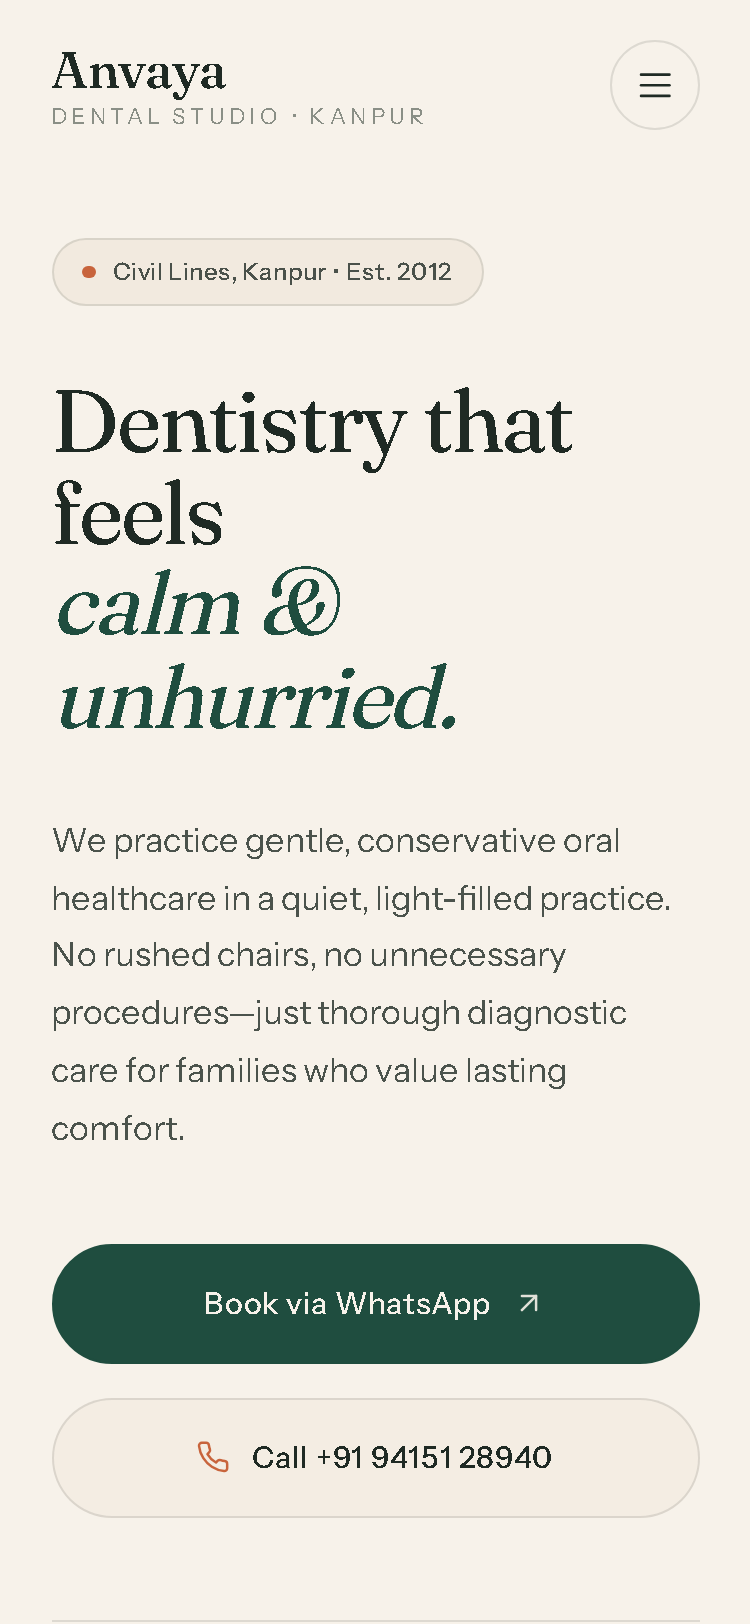 Anvaya
DENTAL STUDIO · KANPUR
Civil Lines, Kanpur · Est. 2012
Dentistry that
feels
calm &
unhurried.
We practice gentle, conservative oral
healthcare in a quiet, light-filled practice.
No rushed chairs, no unnecessary
procedures—just thorough diagnostic
care for families who value lasting
comfort.
Book via WhatsApp
Call +91 94151 28940